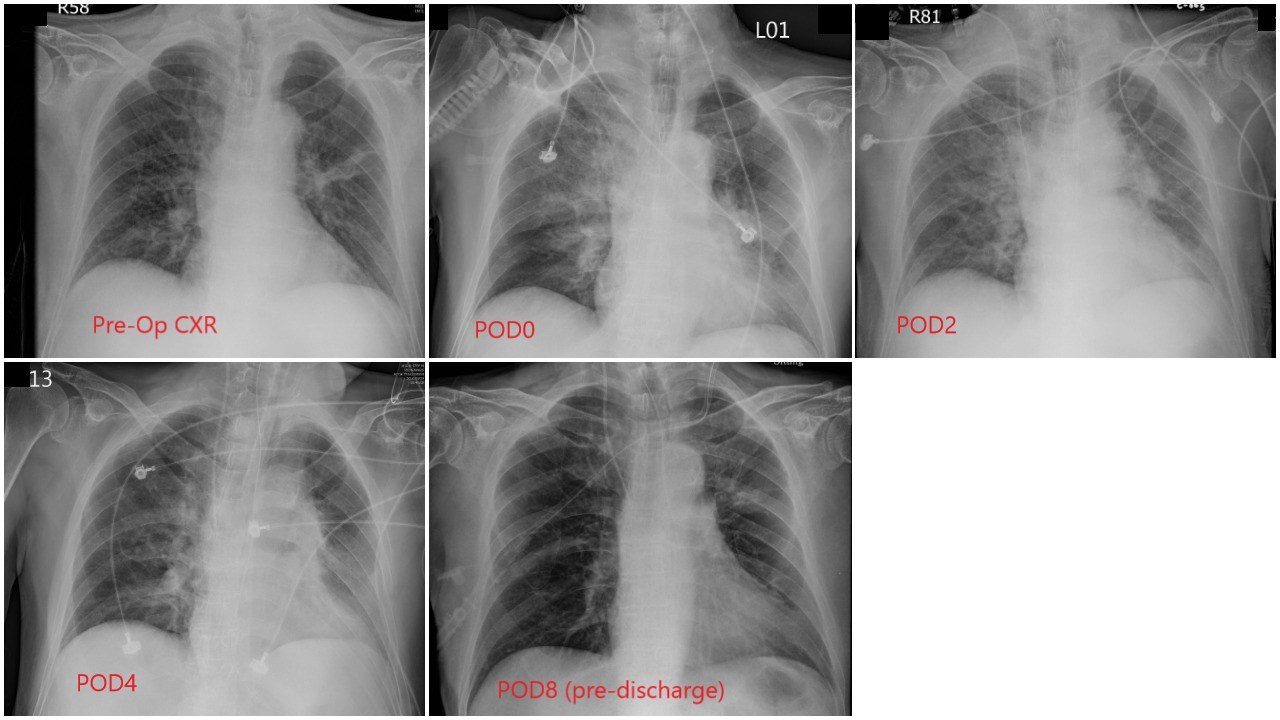 R58
Pre-Op CXR
L01
POD0
R81
POD2
13
POD4
POD8 (pre-discharge)